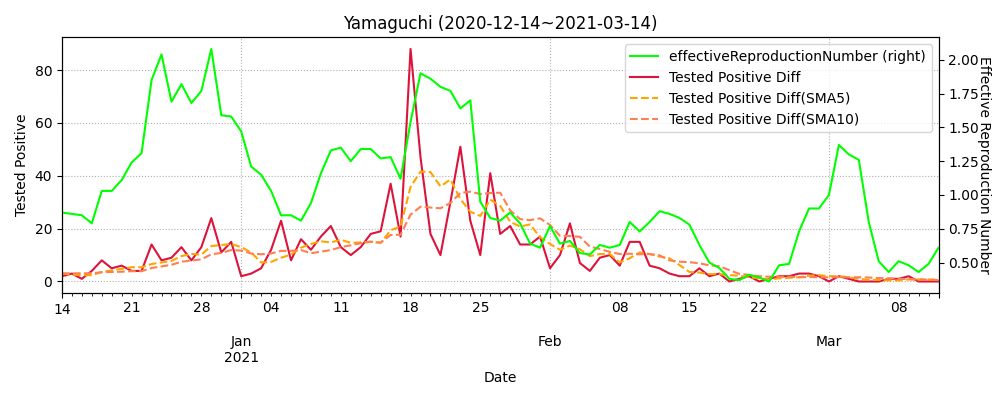 Yamaguchi (2020-12-14~2021-03-14)
effectiveReproductionNumber (right)
Tested Positive Diff
Tested Positive Diff(SMA5)
Tested Positive Diff(SMA10)
Tested Positive
80
60
40
20
0
Effective Reproduction Number
2.00
1.75
1.50
1.25
1.00
0.75
0.50
14 21 28 04 11 18 25 08 15 22 08
Jan Feb Mar
2021
Date